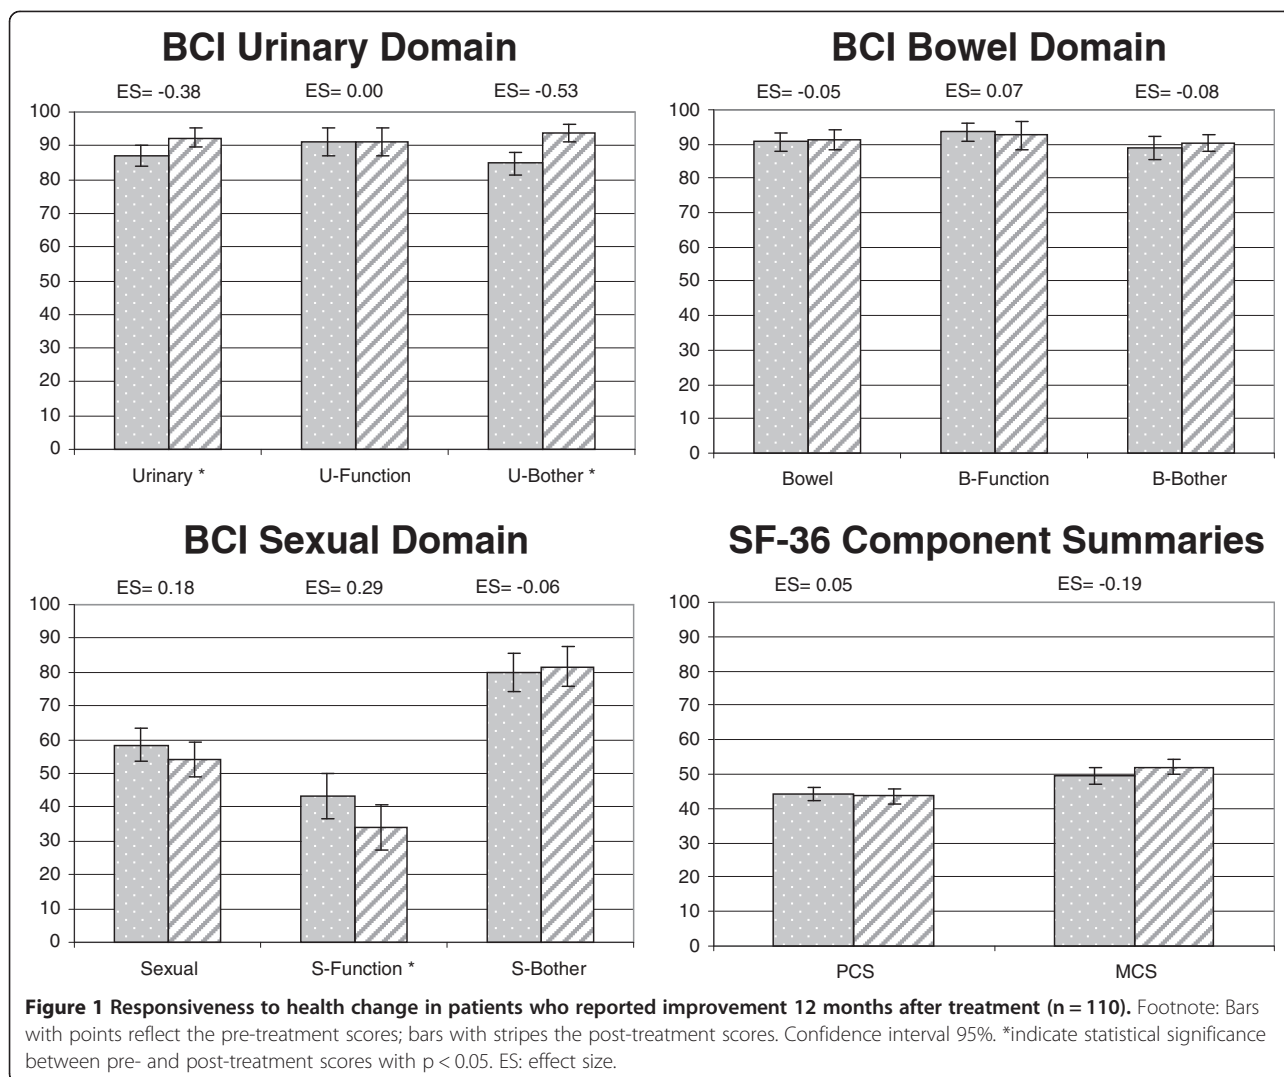 BCI Urinary Domain
ES= -0.38 ES= 0.00 ES= -0.53
100
90
80
70
60
50
40
30
20
10
0
Urinary * U-Function U-Bother *
BCI Bowel Domain
ES= -0.05 ES= 0.07 ES= -0.08
100
90
80
70
60
50
40
30
20
10
0
Bowel B-Function B-Bother
BCI Sexual Domain
ES= 0.18 ES= 0.29 ES= -0.06
100
90
80
70
60
50
40
30
20
10
0
Sexual S-Function * S-Bother
SF-36 Component Summaries
ES= 0.05 ES= -0.19
100
90
80
70
60
50
40
30
20
10
0
PCS MCS
Figure 1 Responsiveness to health change in patients who reported improvement 12 months after treatment (n = 110). Footnote: Bars
with points reflect the pre-treatment scores; bars with stripes the post-treatment scores. Confidence interval 95%. *indicate statistical significance
between pre- and post-treatment scores with p < 0.05. ES: effect size.